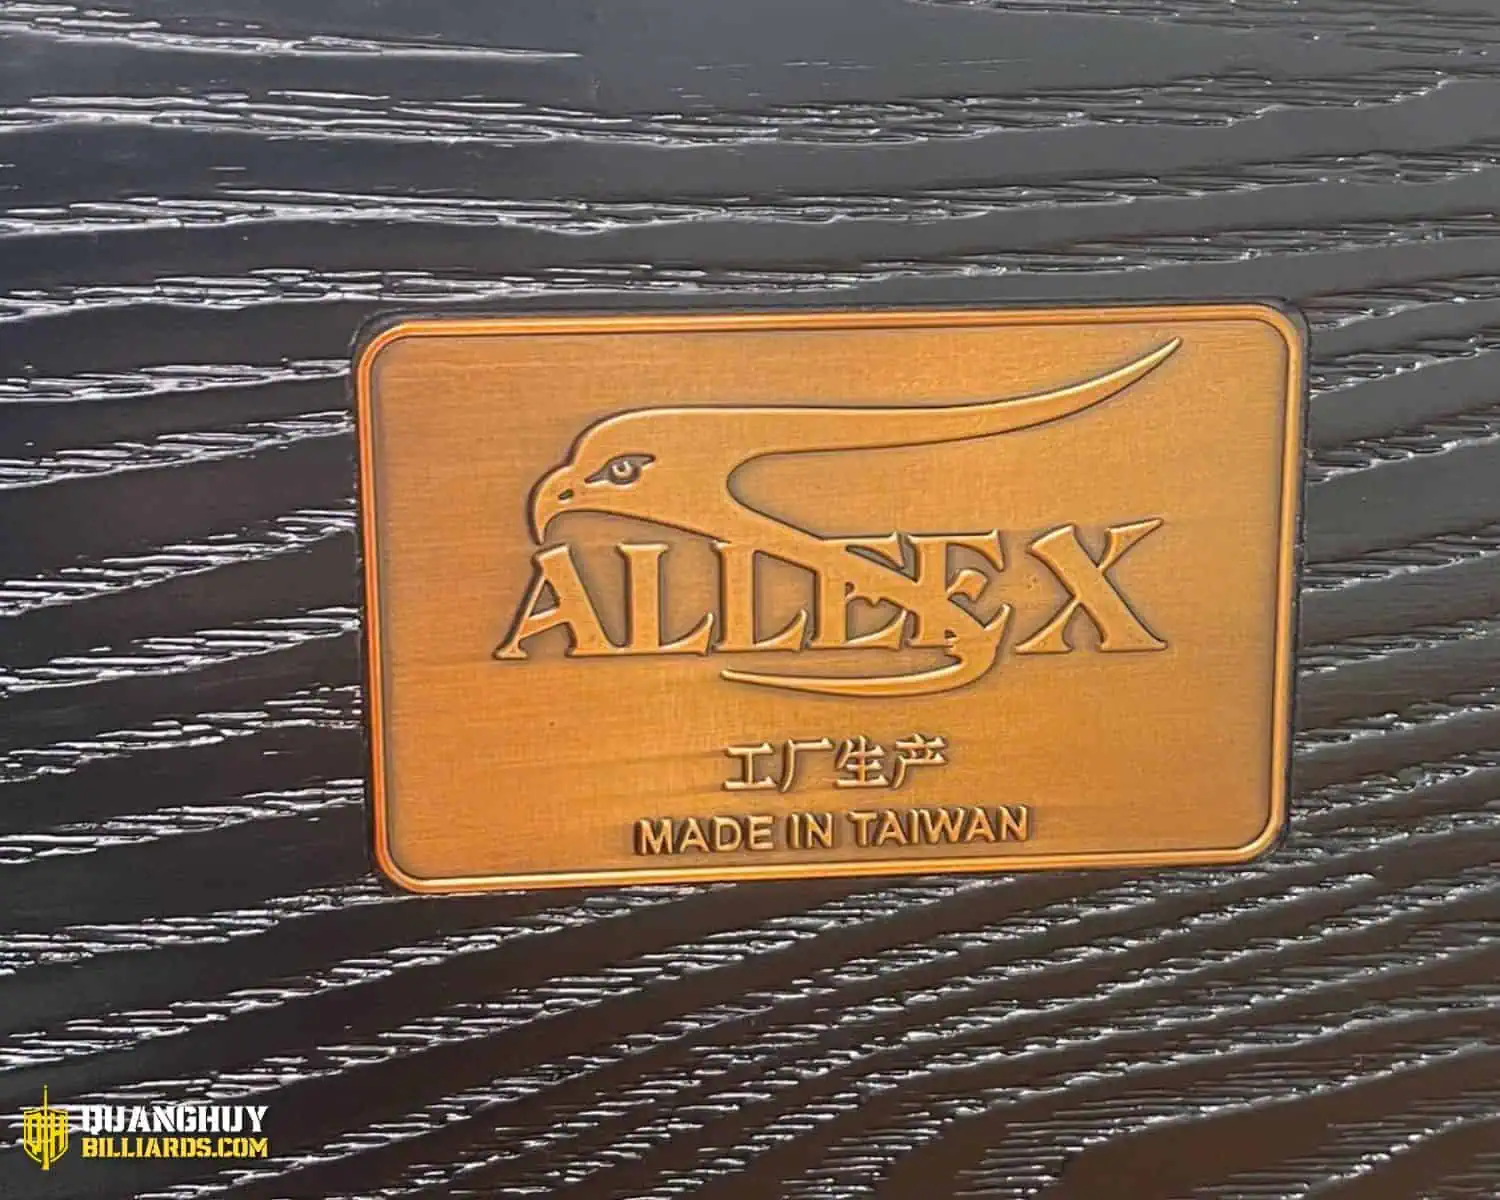 ALLEEX
工厂生产
MADE IN TAIWAN
QUANGHUY
BILLIARDS.COM